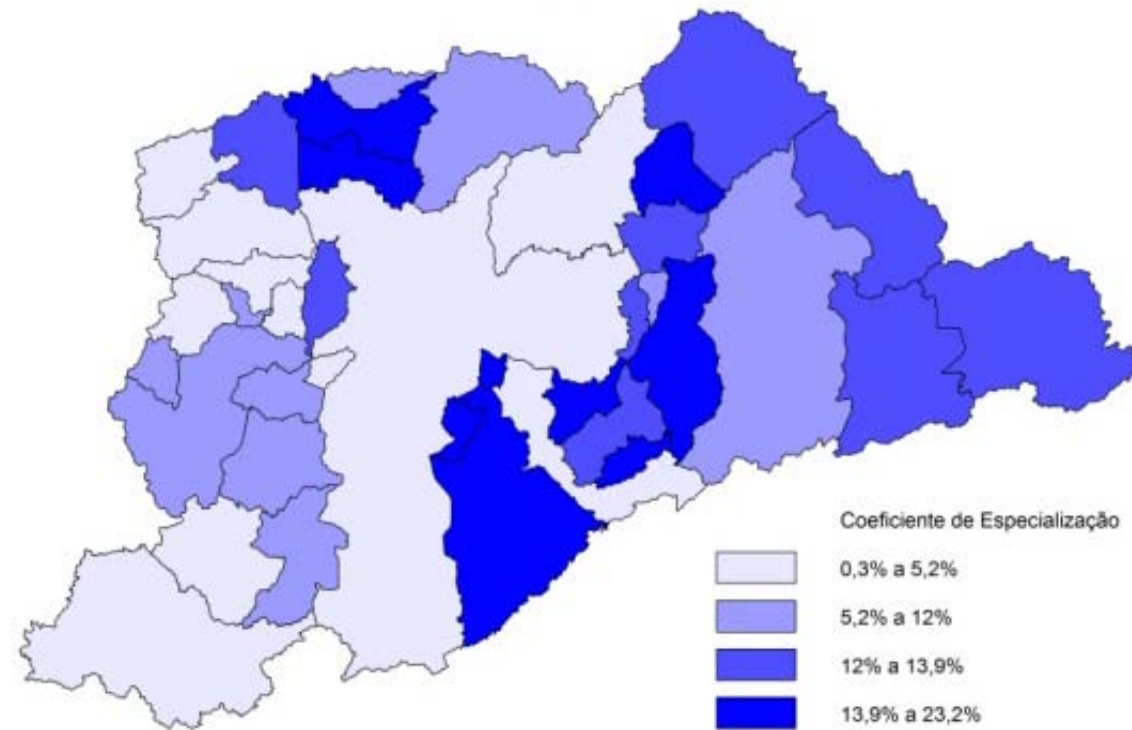 Coeficiente de Especialização
0,3% a 5,2%
5,2% a 12%
12% a 13,9%
13,9% a 23,2%